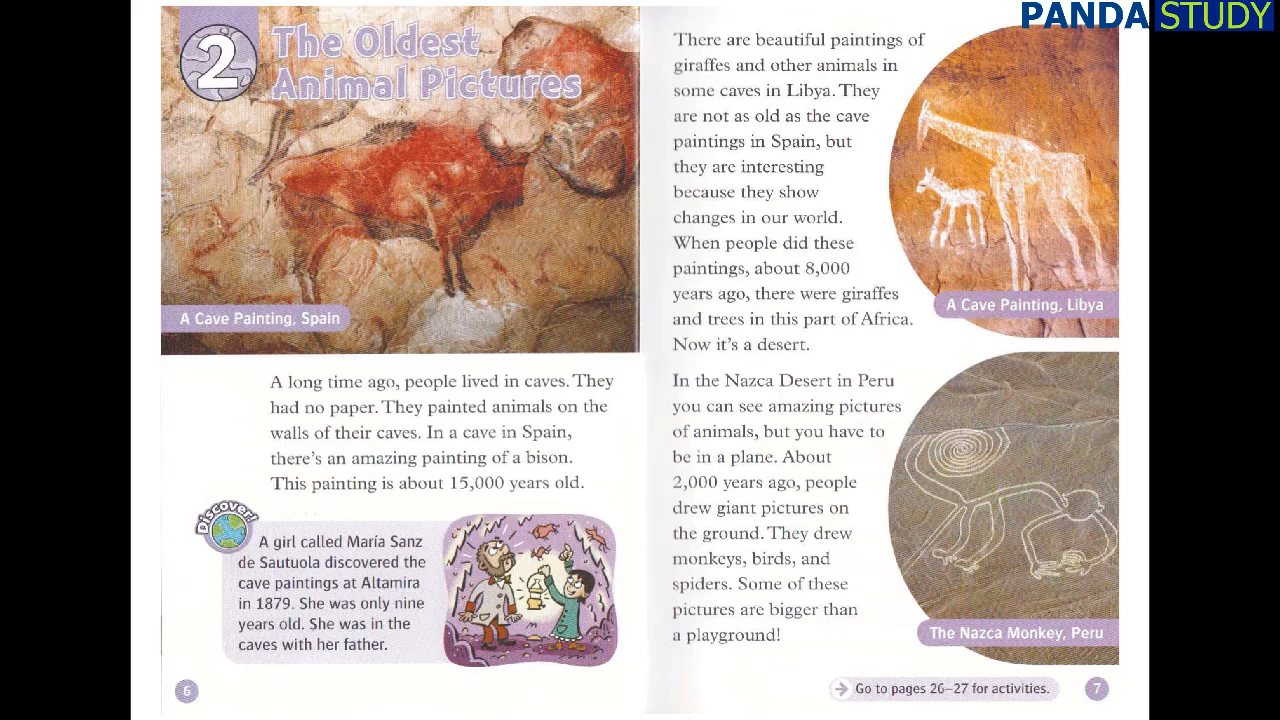 PANDA STUDY
2
The Oldest
Animal Pictures
A Cave Painting, Spain
A long time ago, people lived in caves. They
had no paper. They painted animals on the
walls of their caves. In a cave in Spain,
there's an amazing painting of a bison.
This painting is about 15,000 years old.
Discover!
A girl called María Sanz
de Sautuola discovered the
cave paintings at Altamira
in 1879. She was only nine
years old. She was in the
caves with her father.
6
There are beautiful paintings of
giraffes and other animals in
some caves in Libya. They
are not as old as the cave
paintings in Spain, but
they are interesting
because they show
changes in our world.
When people did these
paintings, about 8,000
years ago, there were giraffes
and trees in this part of Africa.
Now it's a desert.
A Cave Painting, Libya
In the Nazca Desert in Peru
you can see amazing pictures
of animals, but you have to
be in a plane. About
2,000 years ago, people
drew giant pictures on
the ground. They drew
monkeys, birds, and
spiders. Some of these
pictures are bigger than
a playground!
The Nazca Monkey, Peru
Go to pages 26–27 for activities.
7